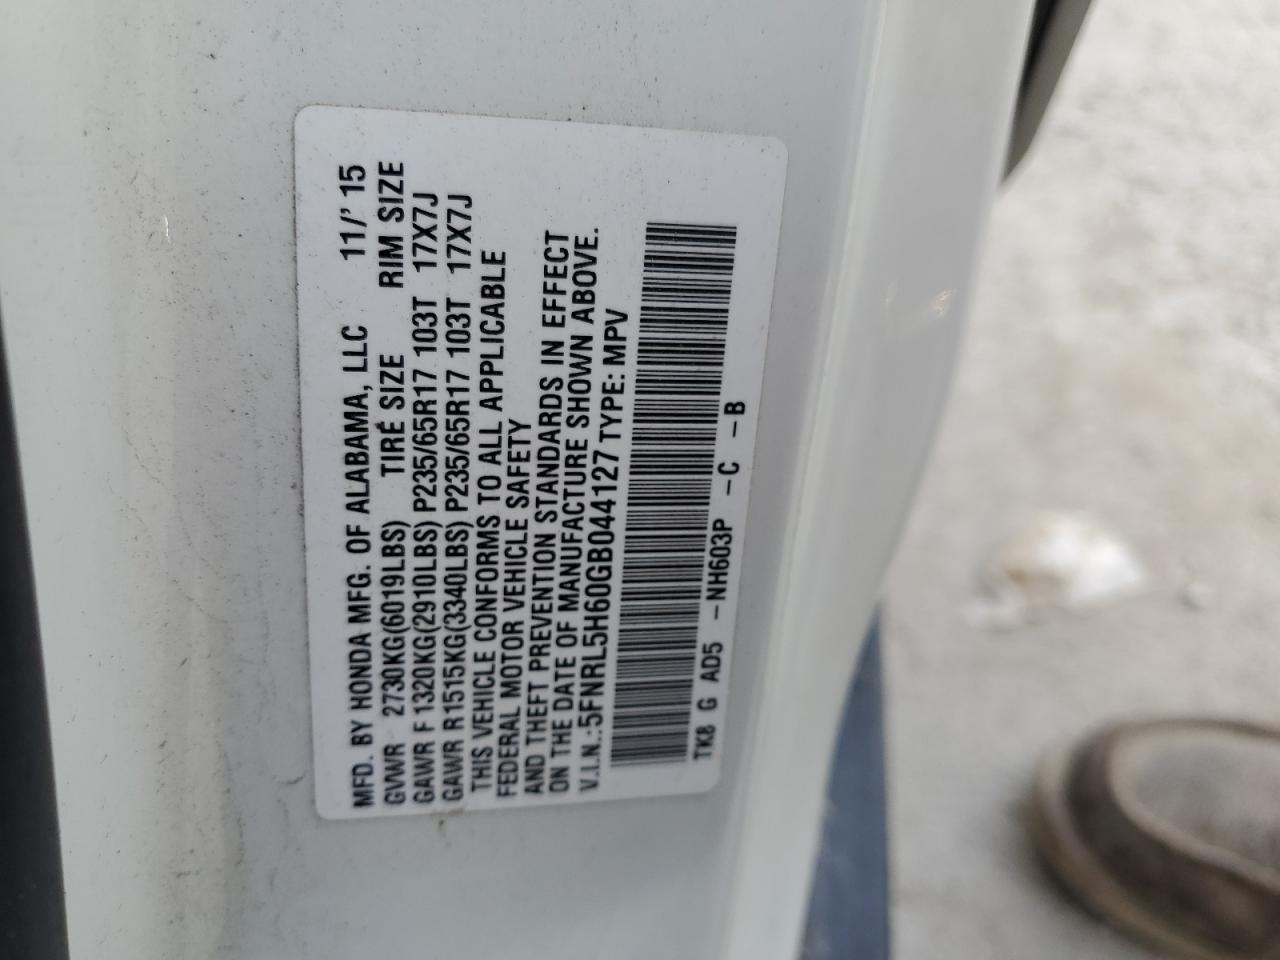 MFD. BY HONDA MFG. OF ALABAMA, LLC 11/' 15
GVWR 2730KG(6019LBS) TIRE SIZE RIM SIZE
GAWR F 1320KG(2910LBS) P235/65R17 103T 17X7J
GAWR R1515KG(3340LBS) P235/65R17 103T 17X7J
THIS VEHICLE CONFORMS TO ALL APPLICABLE
FEDERAL MOTOR VEHICLE SAFETY
AND THEFT PREVENTION STANDARDS IN EFFECT
ON THE DATE OF MANUFACTURE SHOWN ABOVE.
V.I.N.:5FNRL5H60GB044127 TYPE: MPV
TK8 G AD5 -NH603P -C -B